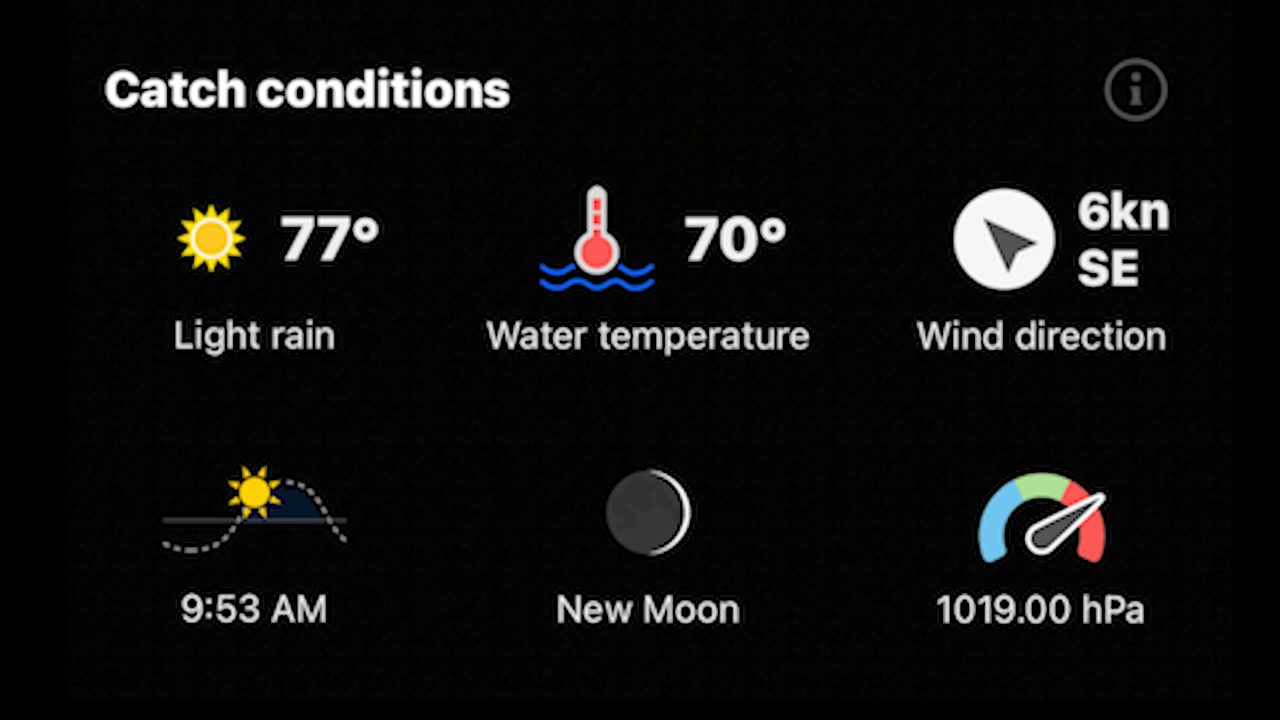 Catch conditions
77°
70°
6kn
SE
Light rain
Water temperature
Wind direction
9:53 AM
New Moon
1019.00 hPa